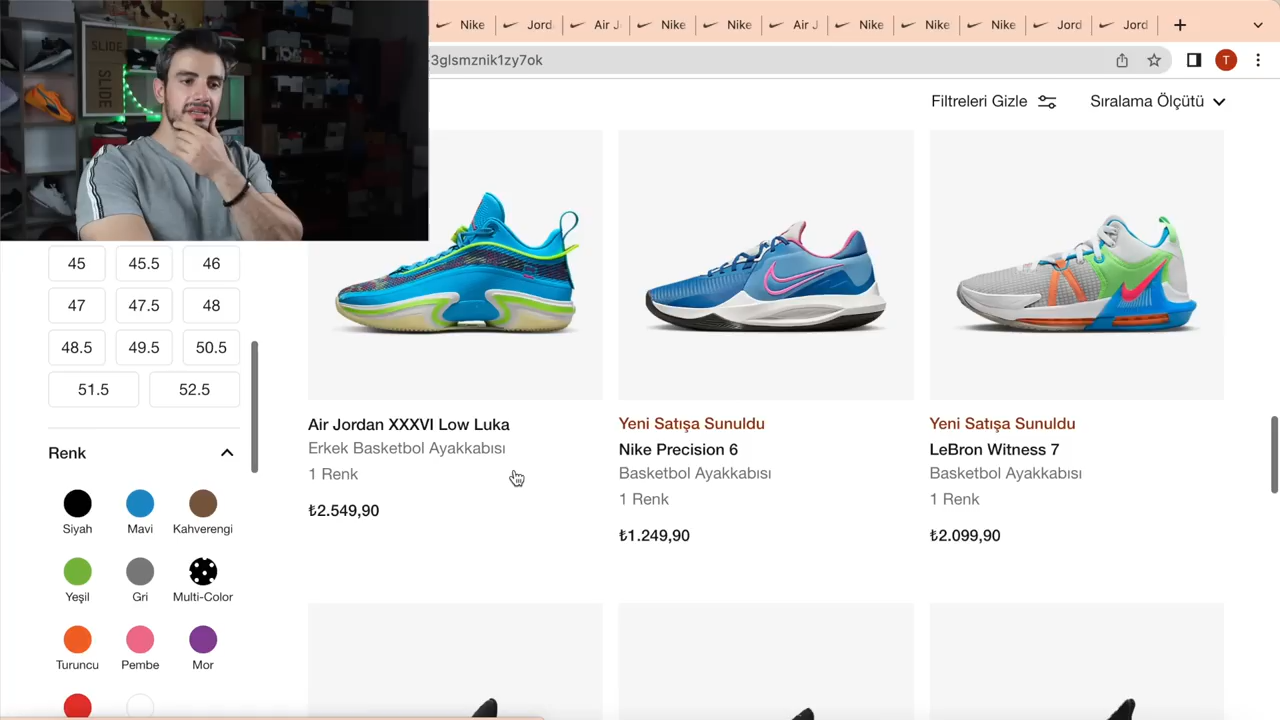 Nike
Jord
Air J
Nike
Nike
Air J
Nike
Nike
Nike
Jord
Jord
3glsmznik1zy7ok
T
SLIDE
SLIDE
Filtreleri Gizle
Sıralama Ölçütü
45
45.5
46
47
47.5
48
48.5
49.5
50.5
51.5
52.5
Renk
Siyah
Mavi
Kahverengi
Yeşil
Gri
Multi-Color
Turuncu
Pembe
Mor
Air Jordan XXXVI Low Luka
Erkek Basketbol Ayakkabısı
1 Renk
₺2.549,90
Yeni Satışa Sunuldu
Nike Precision 6
Basketbol Ayakkabısı
1 Renk
₺1.249,90
Yeni Satışa Sunuldu
LeBron Witness 7
Basketbol Ayakkabısı
1 Renk
₺2.099,90